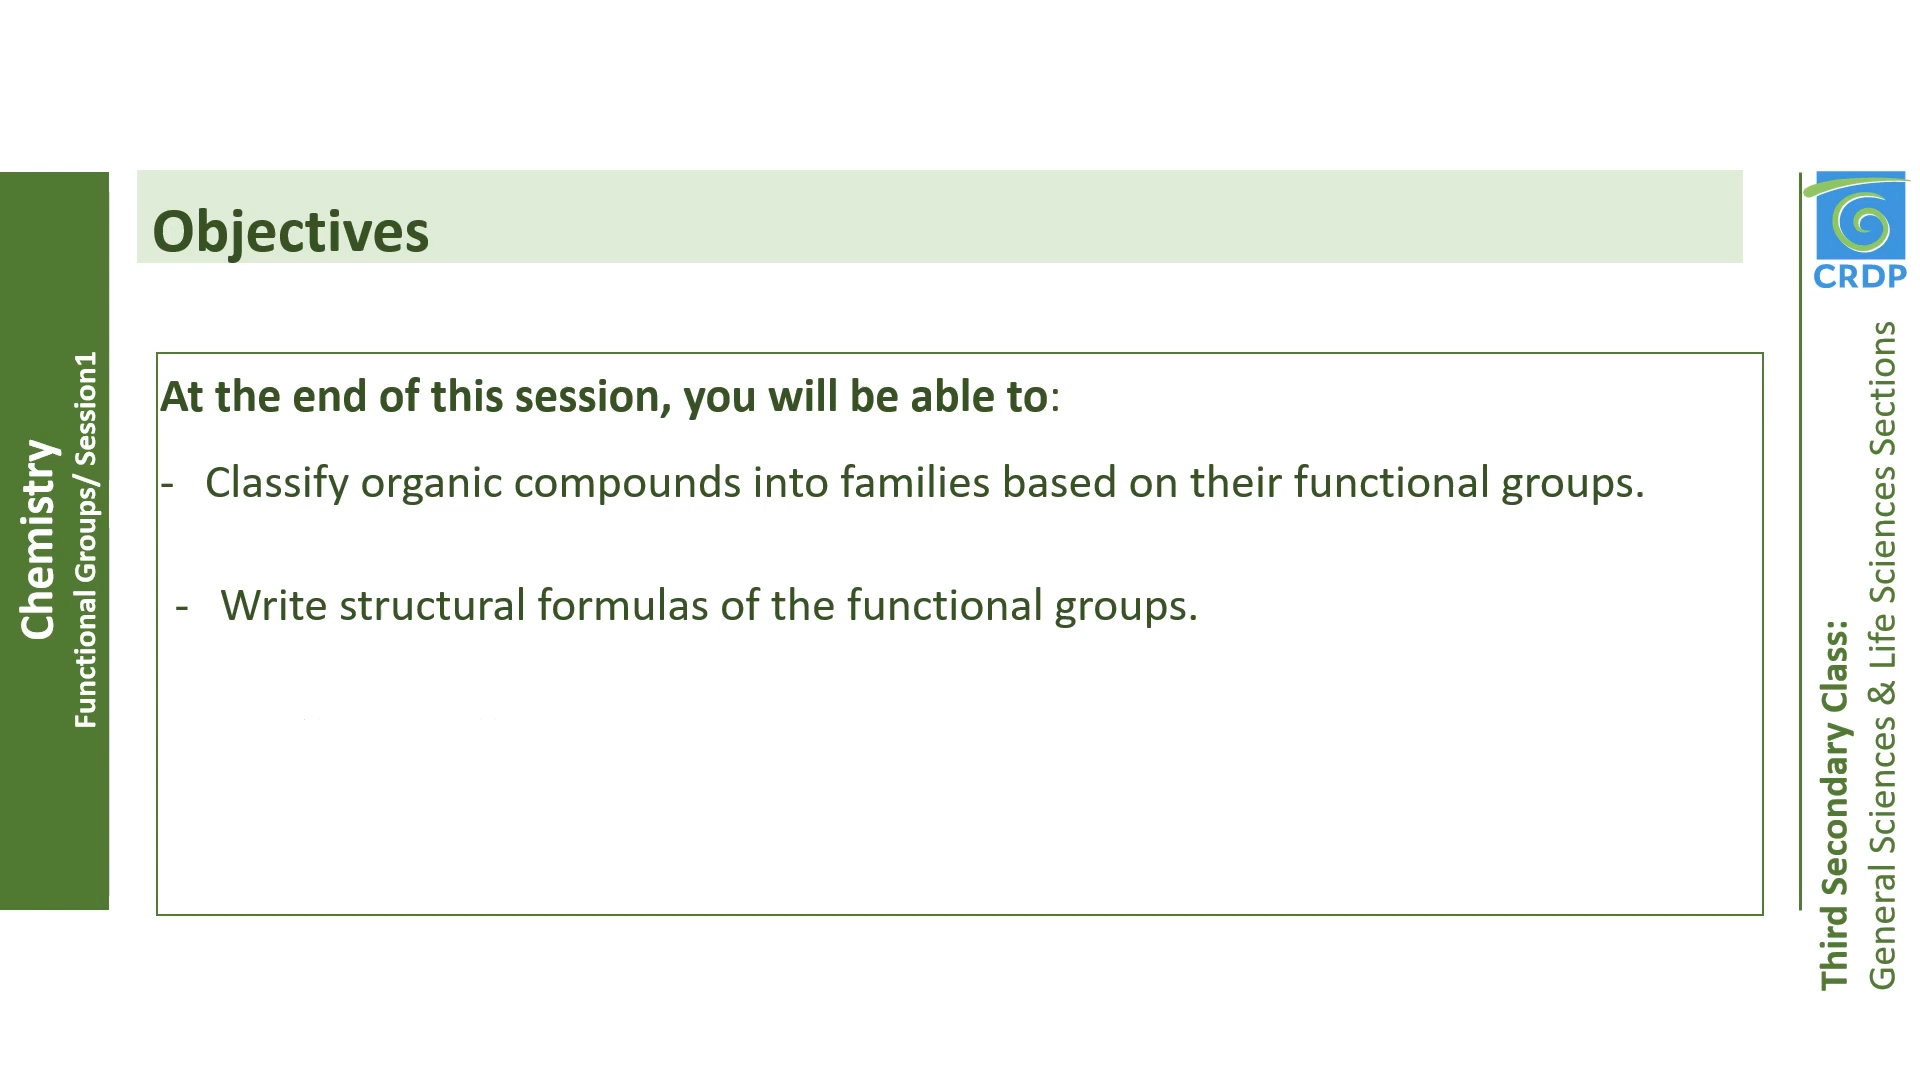 Chemistry
Functional Groups/ Session1
Objectives
At the end of this session, you will be able to:
- Classify organic compounds into families based on their functional groups.
- Write structural formulas of the functional groups.
CRDP
Third Secondary Class:
General Sciences & Life Sciences Sections